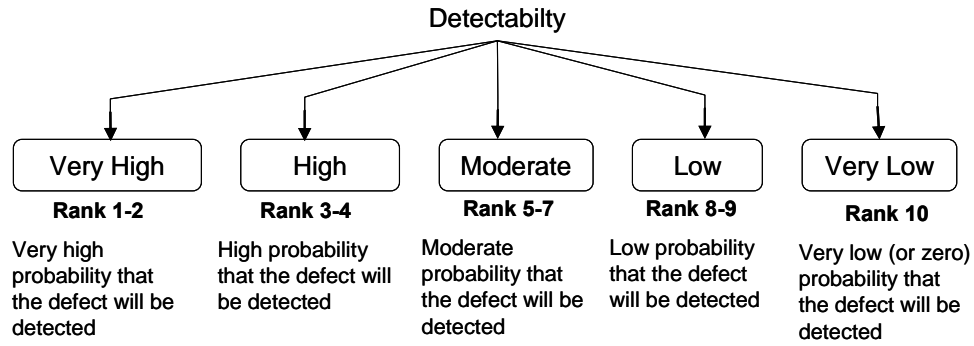 Detectabilty
Very High
High
Moderate
Low
Very Low
Rank 1-2
Rank 3-4
Rank 5-7
Rank 8-9
Rank 10
Very high
probability that
the defect will be
detected
High probability
that the defect will
be detected
Moderate
probability that
the defect will be
detected
Low probability
that the defect
will be detected
Very low (or zero)
probability that
the defect will be
detected